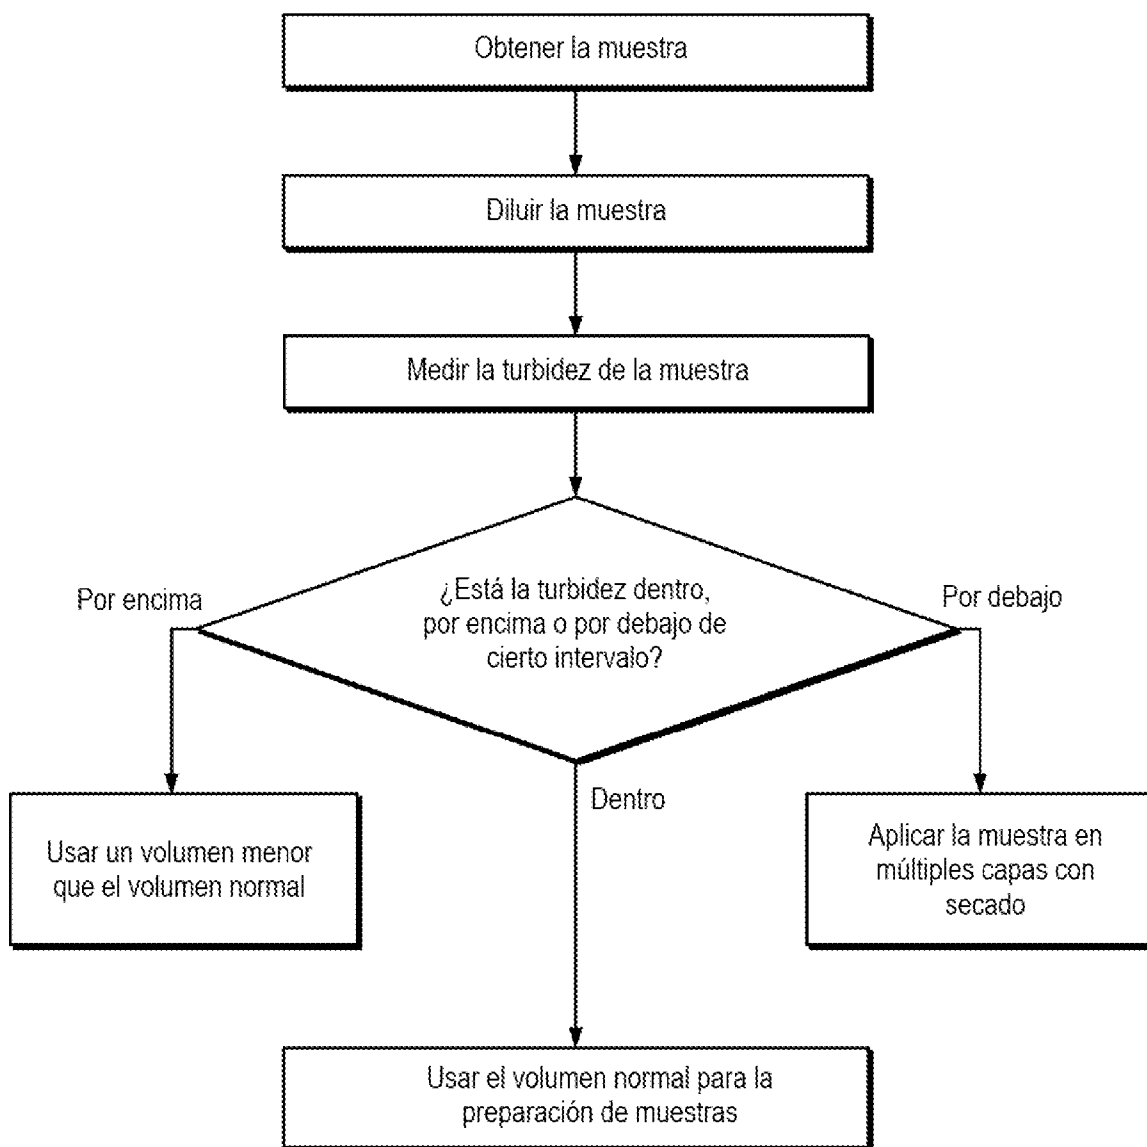 Obtener la muestra
Diluir la muestra
Medir la turbidez de la muestra
¿Está la turbidez dentro,
por encima o por debajo de
cierto intervalo?
Por encima
Por debajo
Dentro
Usar un volumen menor
que el volumen normal
Aplicar la muestra en
múltiples capas con
secado
Usar el volumen normal para la
preparación de muestras